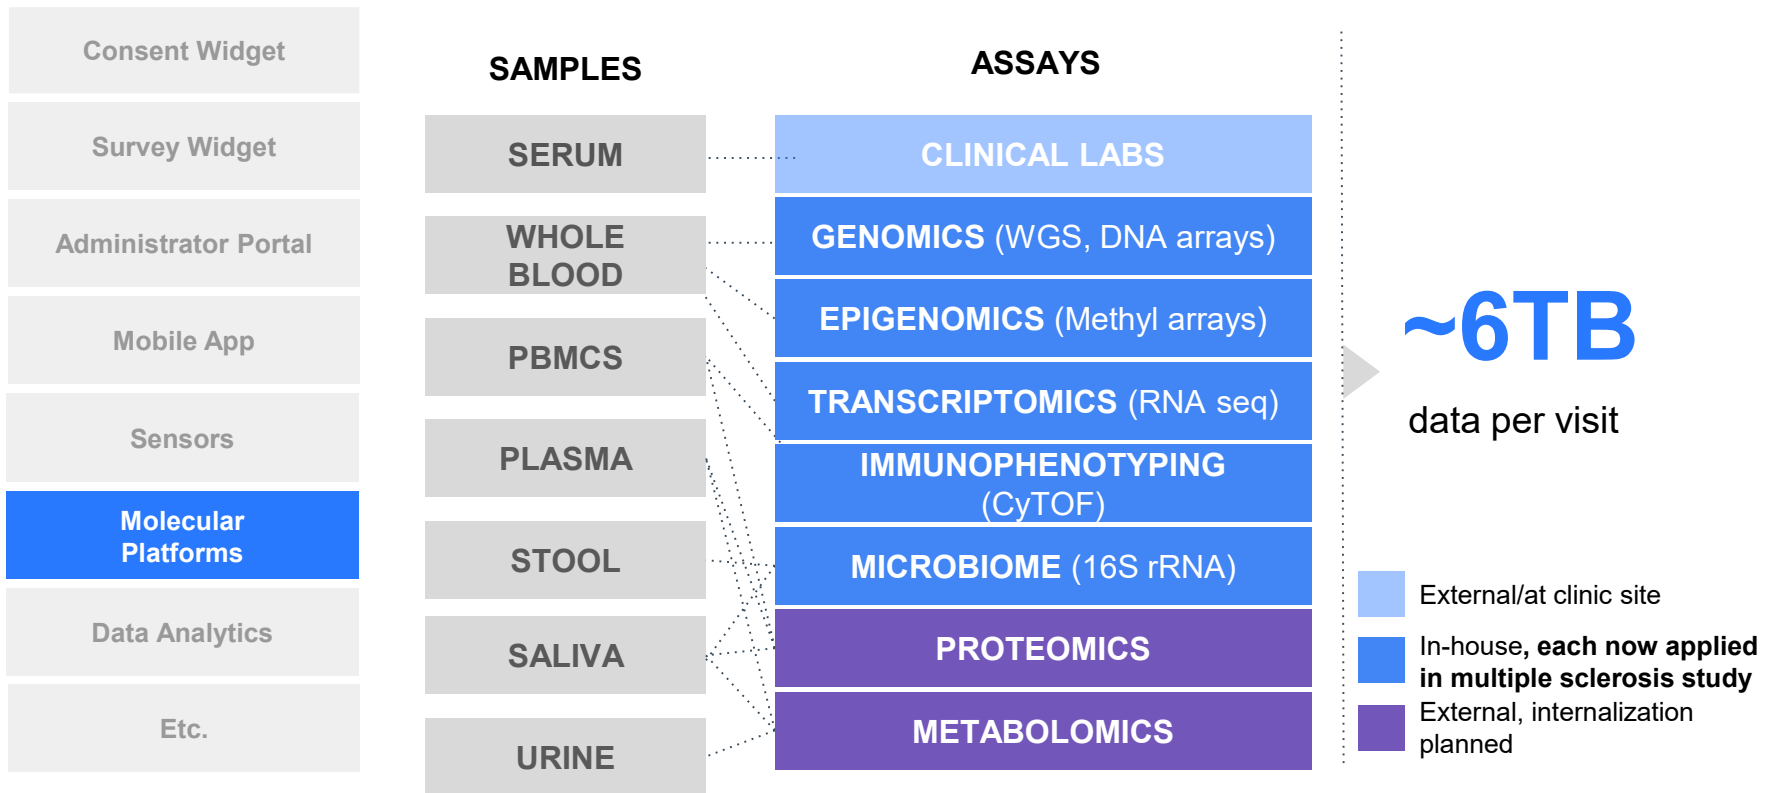 Consent Widget
Survey Widget
Administrator Portal
Mobile App
Sensors
Molecular
Platforms
Data Analytics
Etc.
SAMPLES
SERUM
WHOLE
BLOOD
PBMCS
PLASMA
STOOL
SALIVA
URINE
ASSAYS
CLINICAL LABS
GENOMICS (WGS, DNA arrays)
EPIGENOMICS (Methyl arrays)
TRANSCRIPTOMICS (RNA seq)
IMMUNOPHENOTYPING
(CyTOF)
MICROBIOME (16S rRNA)
PROTEOMICS
METABOLOMICS
~6TB
data per visit
External/at clinic site
In-house, each now applied
in multiple sclerosis study
External, internalization
planned